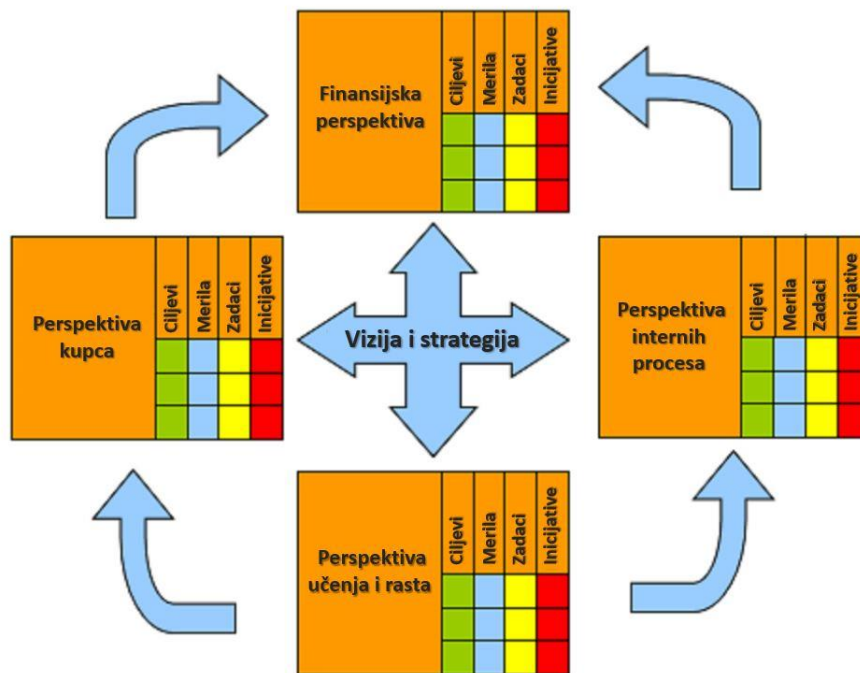 Finansijska
perspektiva
Ciljevi
Merila
Zadaci
Inicijative
Perspektiva
kupca
Ciljevi
Merila
Zadaci
Inicijative
Vizija i strategija
Perspektiva
internih
procesa
Ciljevi
Merila
Zadaci
Inicijative
Perspektiva
učenja i rasta
Ciljevi
Merila
Zadaci
Inicijative